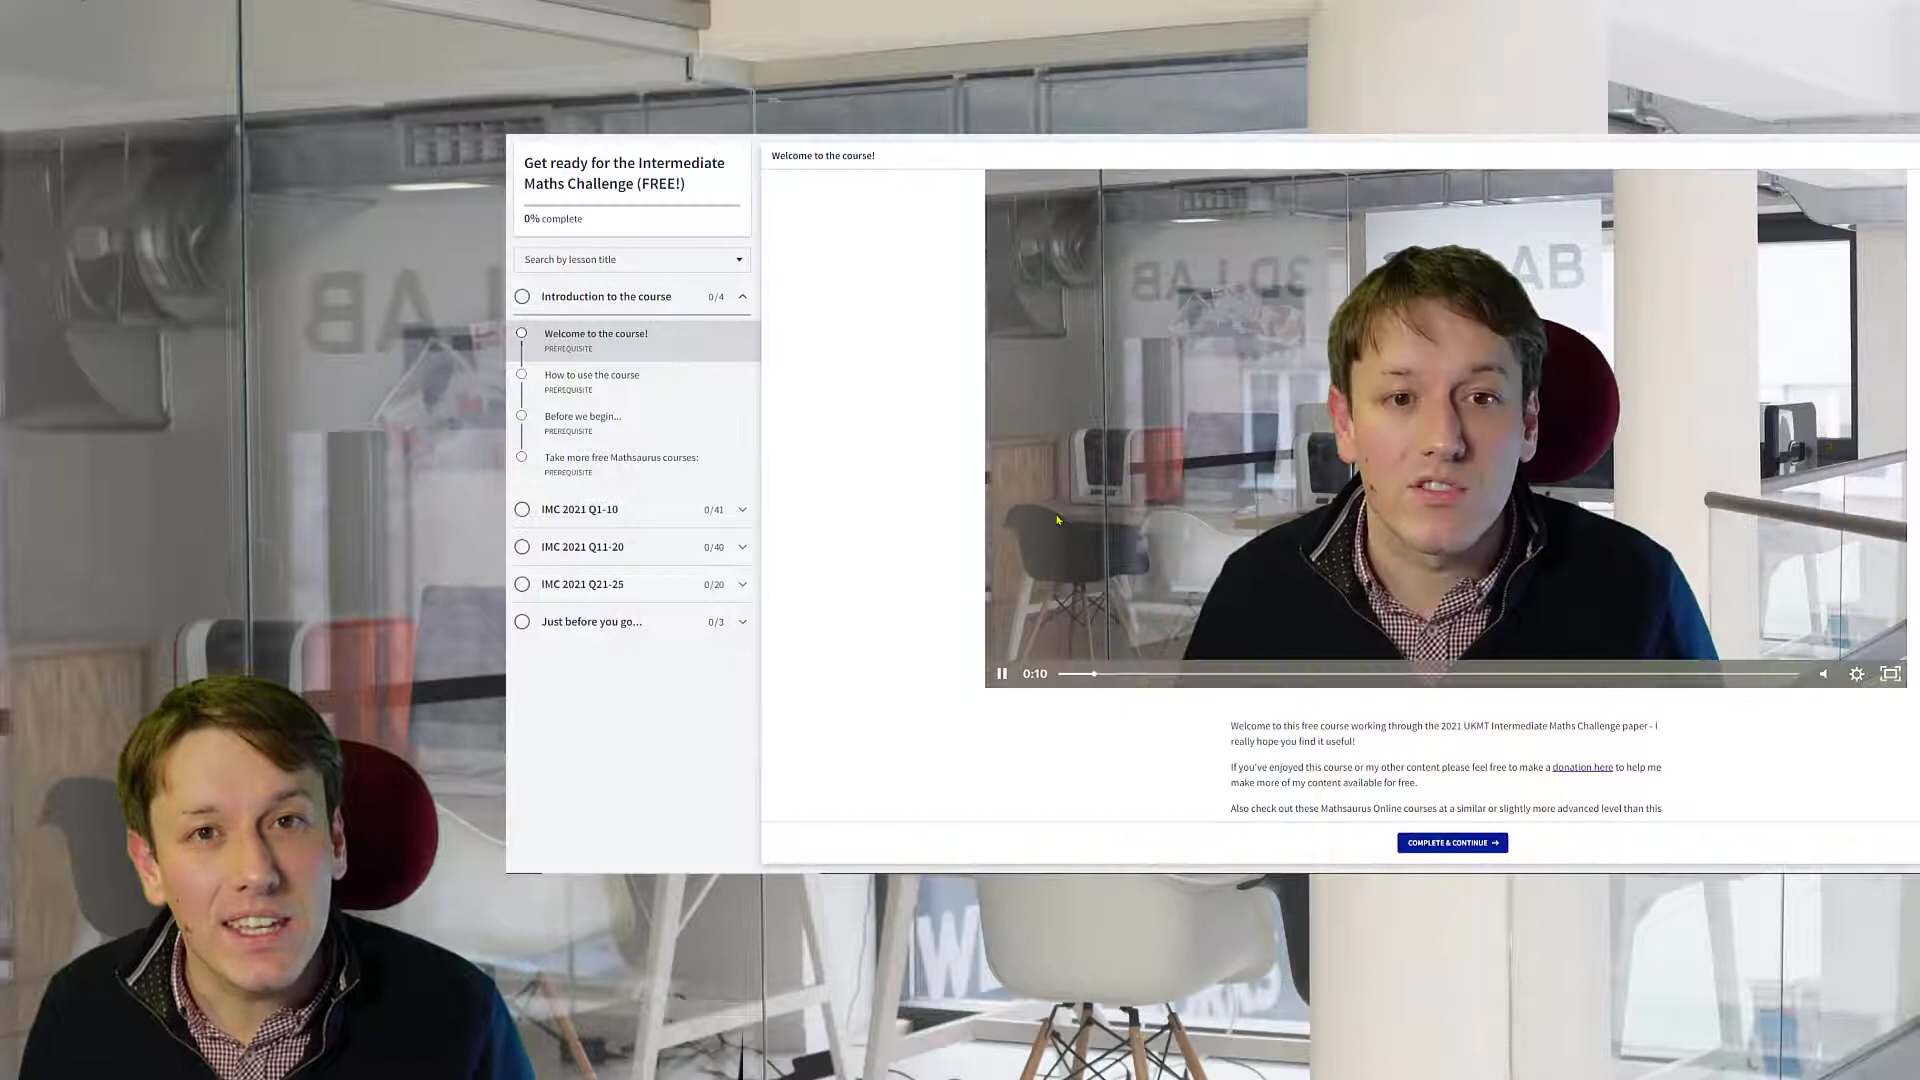 Get ready for the Intermediate
Maths Challenge (FREE!)
0% complete
Search by lesson title
Introduction to the course 0/4
Welcome to the course!
PREREQUISITE
How to use the course
PREREQUISITE
Before we begin...
PREREQUISITE
Take more free Mathsaurus courses:
PREREQUISITE
IMC 2021 Q1-10 0/41
IMC 2021 Q11-20 0/40
IMC 2021 Q21-25 0/20
Just before you go... 0/3
Welcome to the course!
3D LAB
0:10
Welcome to this free course working through the 2021 UKMT Intermediate Maths Challenge paper - I
really hope you find it useful!
If you've enjoyed this course or my other content please feel free to make a donation here to help me
make more of my content available for free.
Also check out these Mathsaurus Online courses at a similar or slightly more advanced level than this
COMPLETE & CONTINUE →